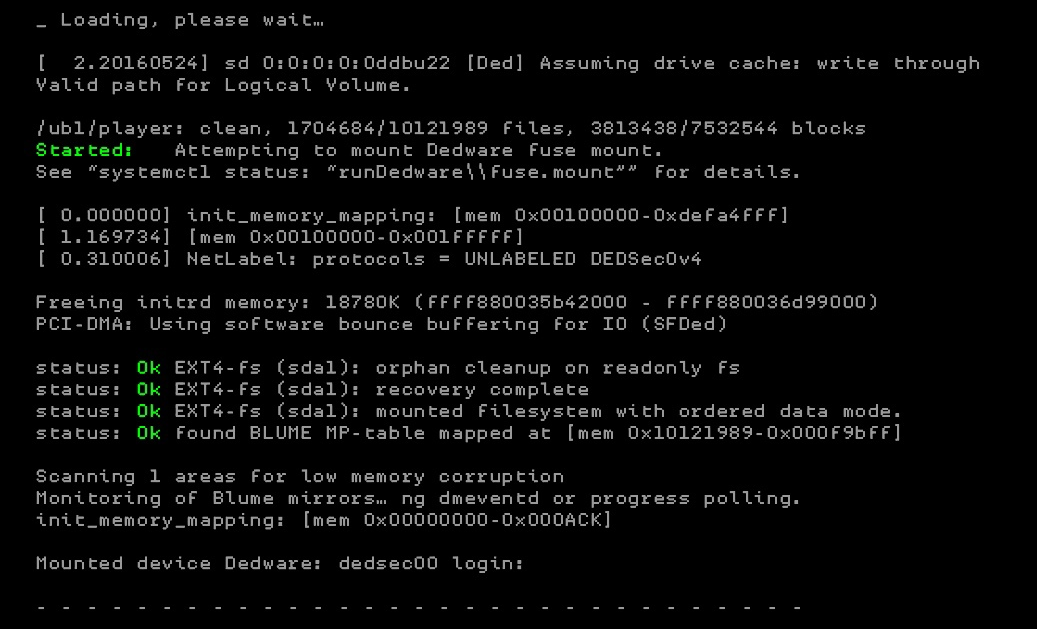 _ Loading, please wait…
[  2.20160524] sd 0:0:0:0:0ddbu22 [Ded] Assuming drive cache: write through
Valid path for Logical Volume.
/ubl/player: clean, 1704684/10121989 files, 3813438/7532544 blocks
Started:   Attempting to mount Dedware Fuse mount.
See “systemctl status: “runDedware\\fuse.mount”” for details.
[ 0.000000] init_memory_mapping: [mem 0x00100000-0xdefa4fff]
[ 1.169734] [mem 0x00100000-0x001fffff]
[ 0.310006] NetLabel: protocols = UNLABELED DEDSec0v4
Freeing initrd memory: 18780K (ffff880035b42000 - ffff880036d99000)
PCI-DMA: Using software bounce buffering for IO (SFDed)
status: Ok EXT4-fs (sda1): orphan cleanup on readonly fs
status: Ok EXT4-fs (sda1): recovery complete
status: Ok EXT4-fs (sda1): mounted filesystem with ordered data mode.
status: Ok found BLUME MP-table mapped at [mem 0x10121989-0x000f9bff]
Scanning 1 areas for low memory corruption
Monitoring of Blume mirrors… ng dmeventd or progress polling.
init_memory_mapping: [mem 0x00000000-0x000ACK]
Mounted device Dedware: dedsec00 login:
- - - - - - - - - - - - - - - - - - - - - - - - - - - - - - -